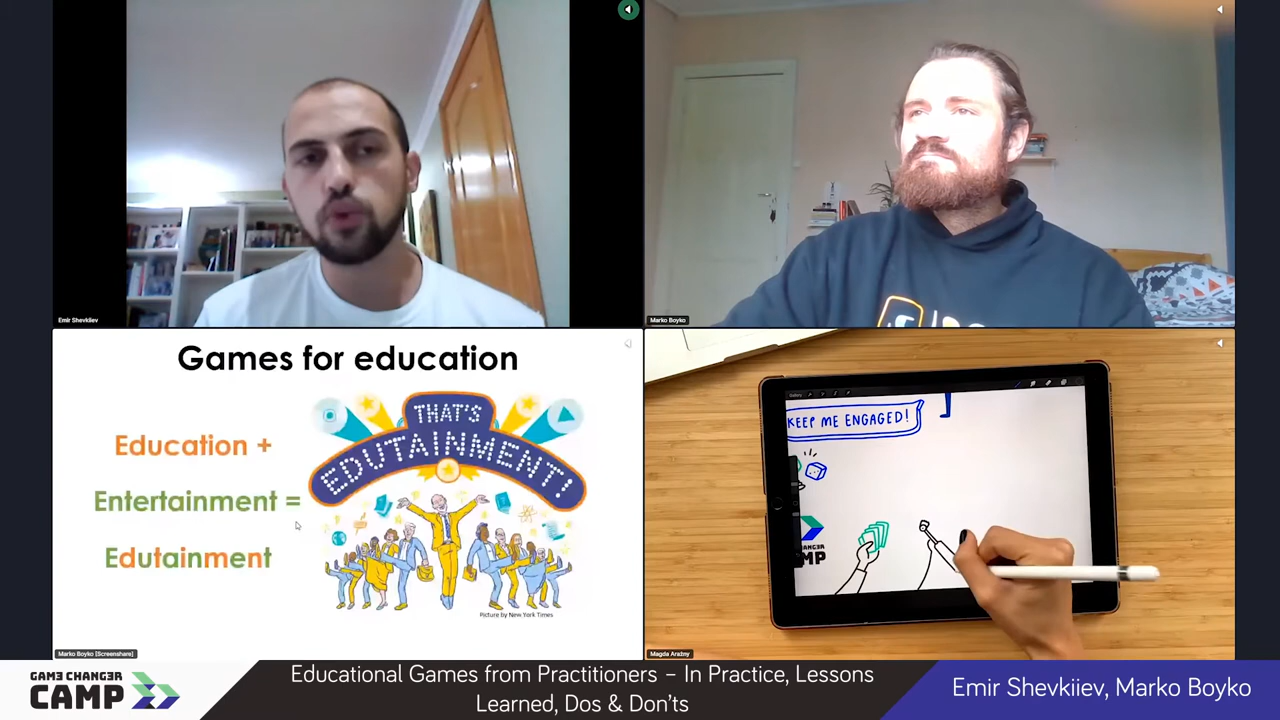 Emir Shevkiiev
Marko Boyko
Games for education
Education +
Entertainment =
Edutainment
THAT'S
EDUTAINMENT!
Picture by New York Times
Marko Boyko [Screenshare]
KEEP ME ENGAGED!
Gallery
Magda Arażny
GAME CHANGER
CAMP
Educational Games from Practitioners – In Practice, Lessons
Learned, Dos & Don'ts
Emir Shevkiiev, Marko Boyko